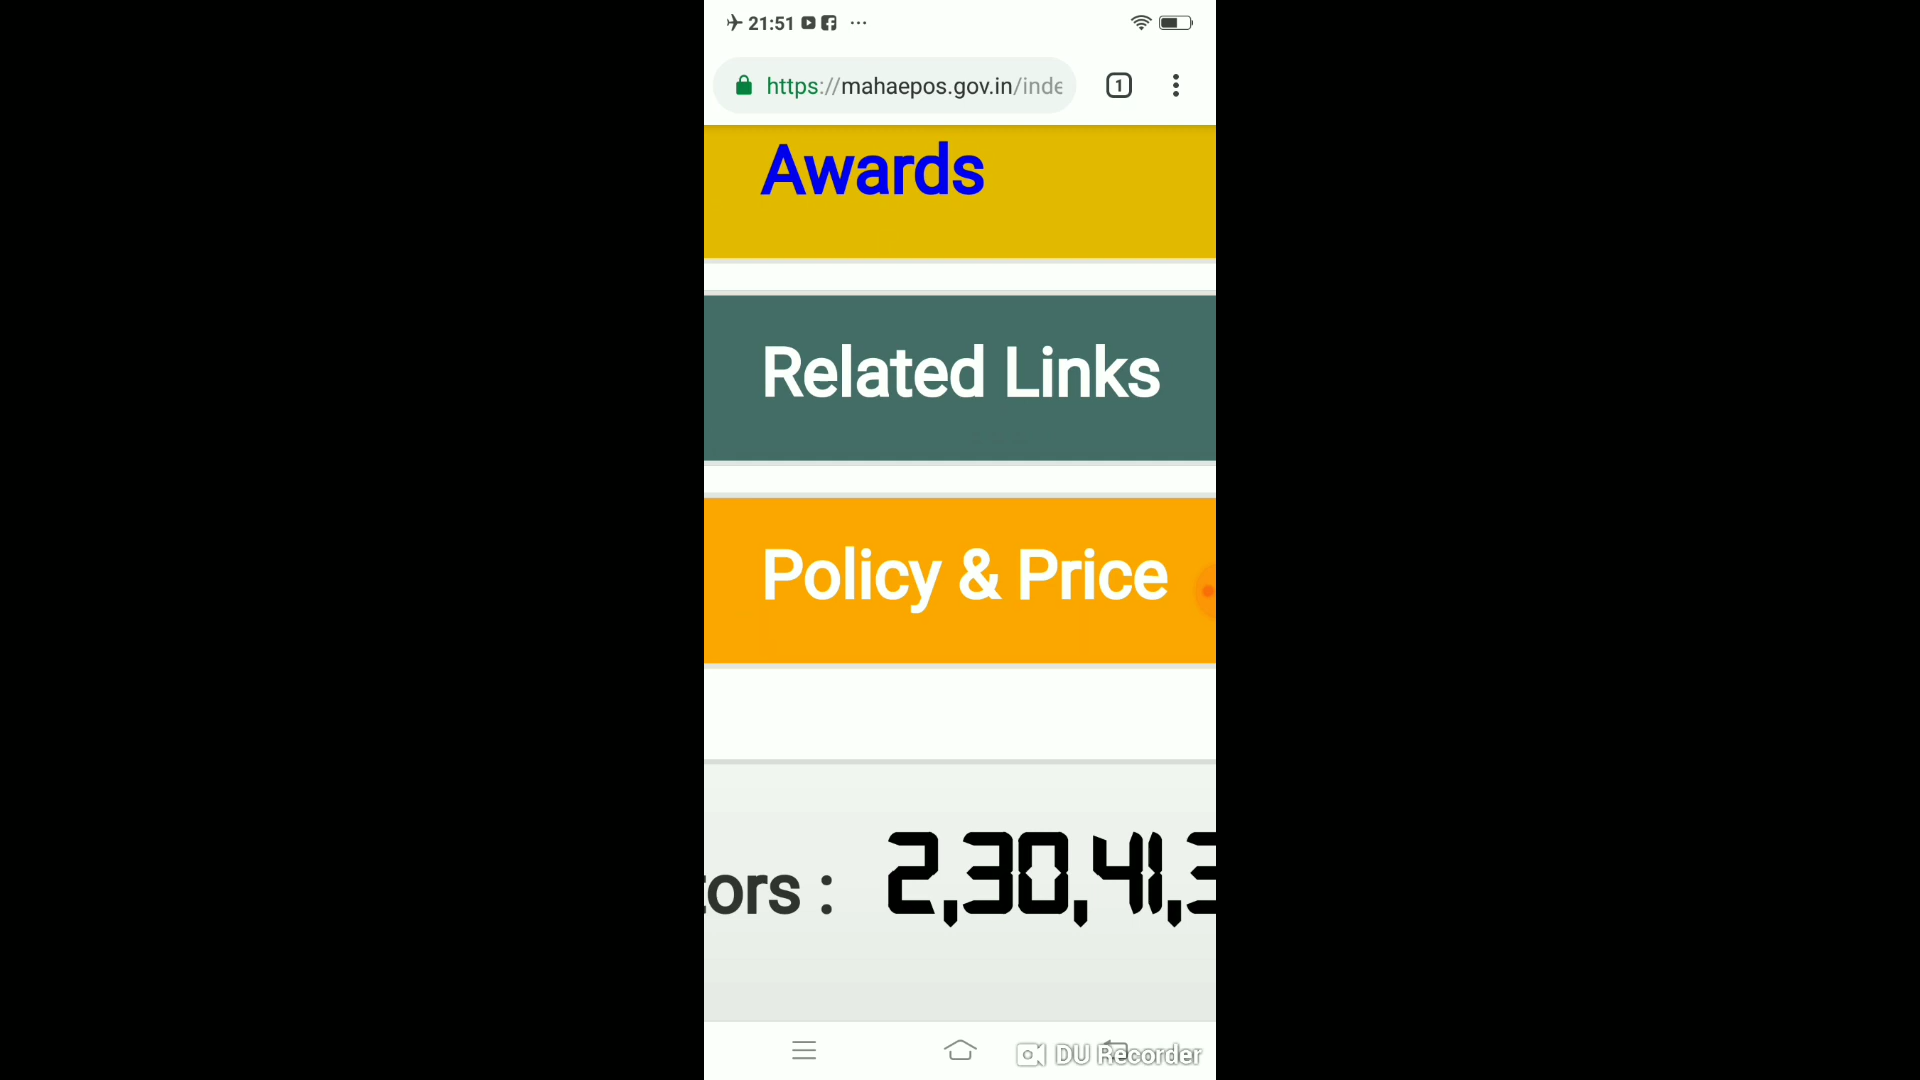 21:51 ...
https://mahaepos.gov.in/inde
1
Awards
Related Links
Policy & Price
tors : 2,30,41,3
DU Recorder